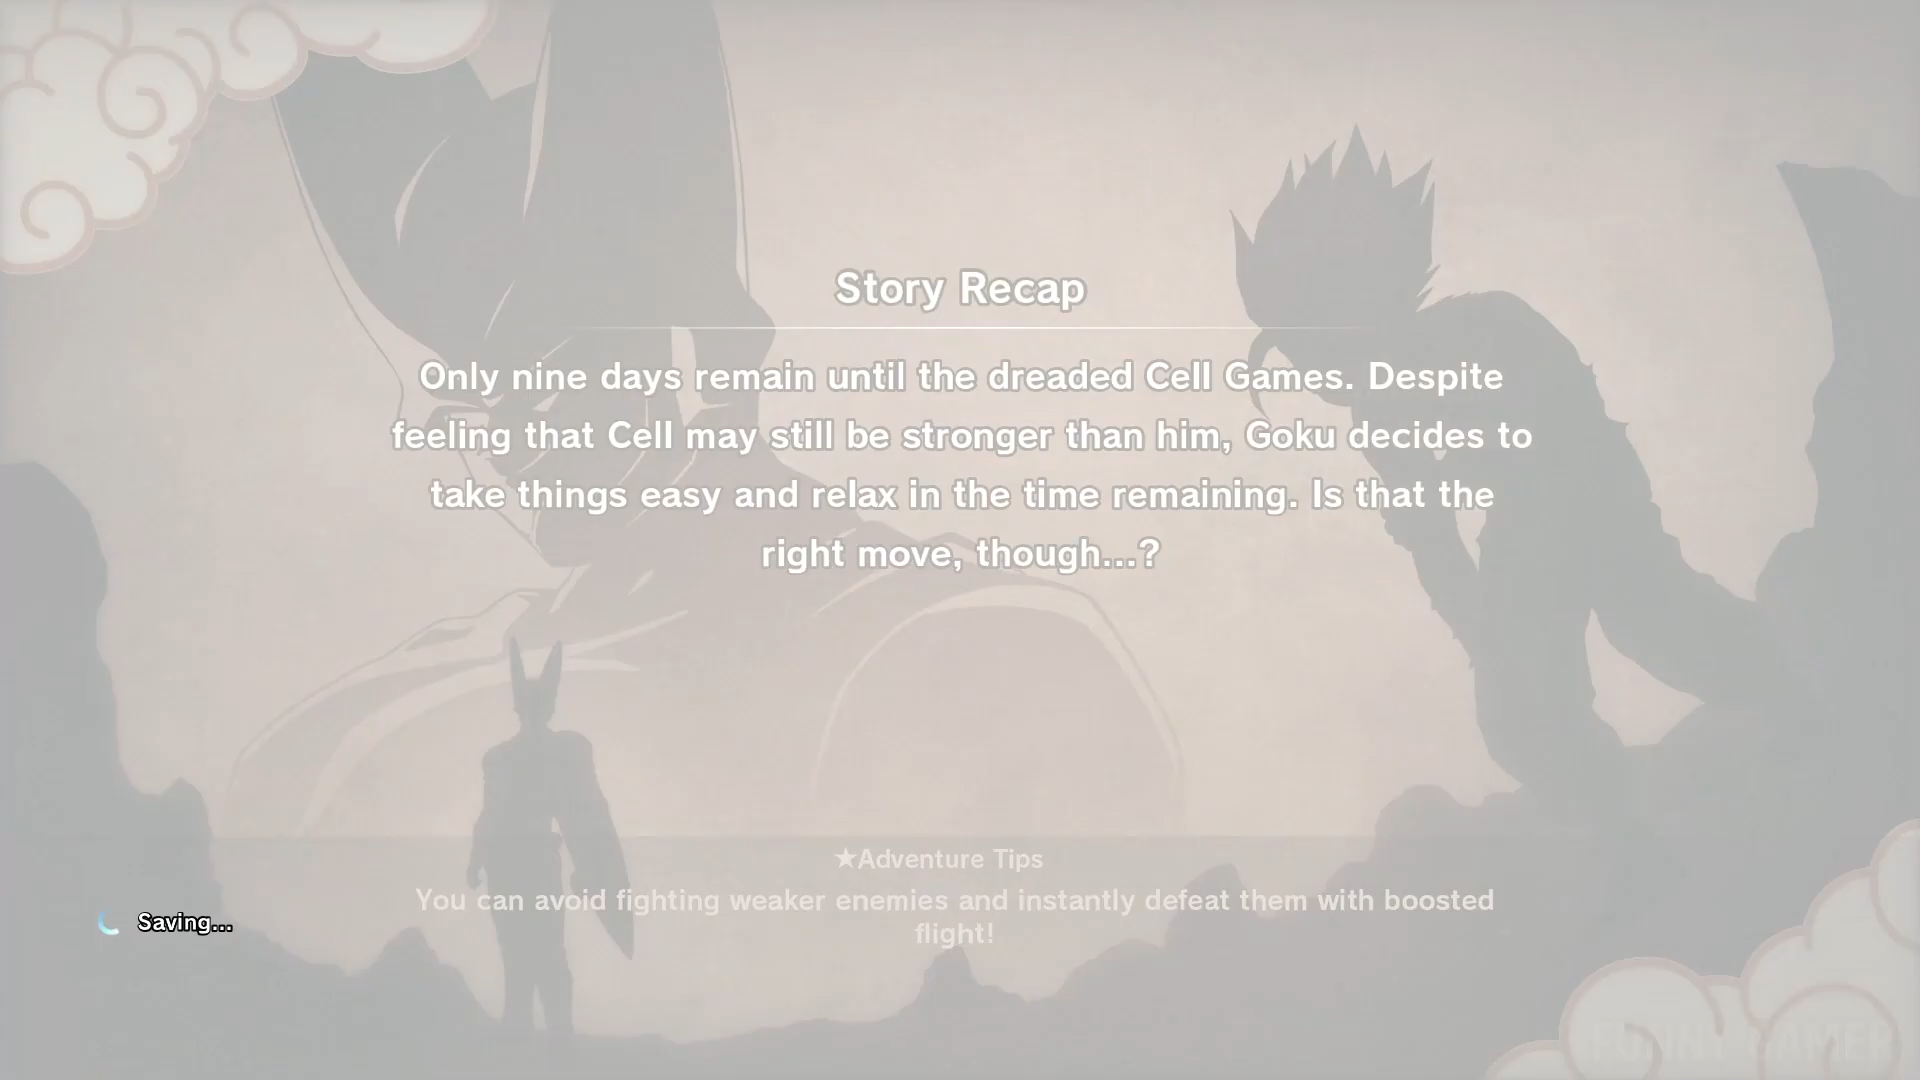 Story Recap
Only nine days remain until the dreaded Cell Games. Despite
feeling that Cell may still be stronger than him, Goku decides to
take things easy and relax in the time remaining. Is that the
right move, though...?
★Adventure Tips
You can avoid fighting weaker enemies and instantly defeat them with boosted
flight!
Saving...
FUNNY GAMER